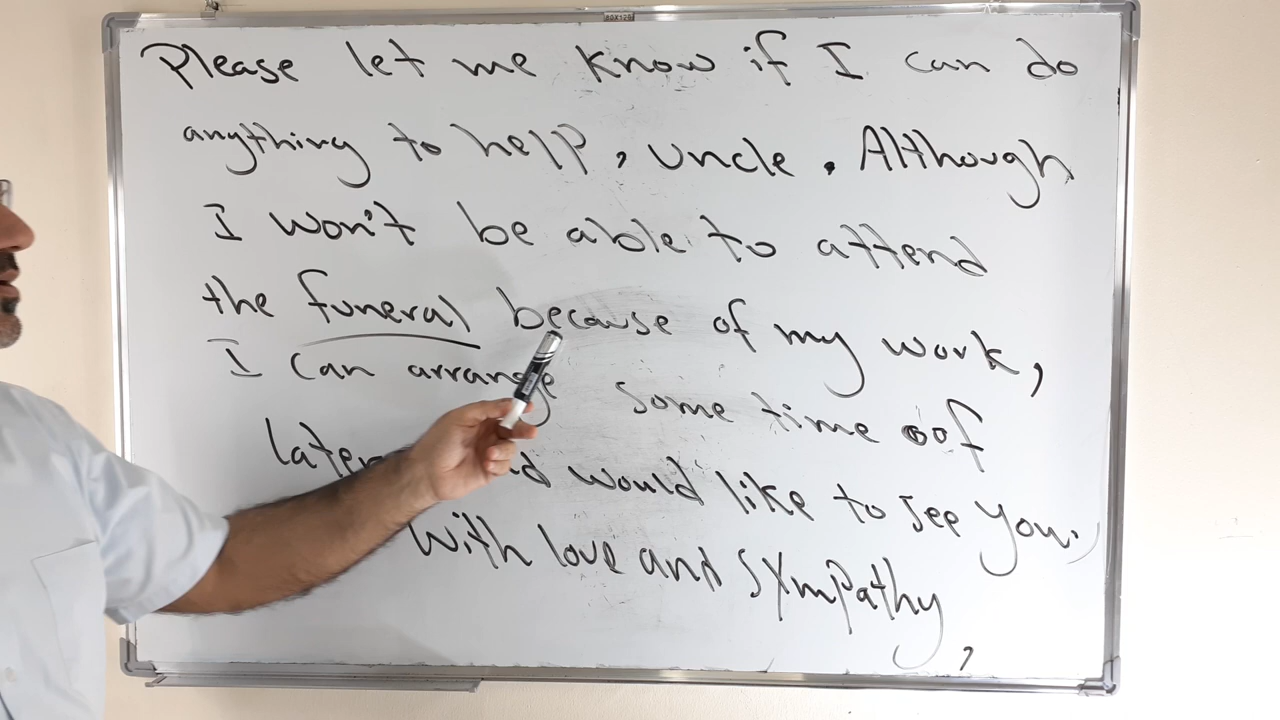 80X120
Please let me know if I can do
anything to help, uncle. Although
I won't be able to attend
the funeral because of my work,
I can arrange some time oof
later would like to see you.
With love and sympathy,